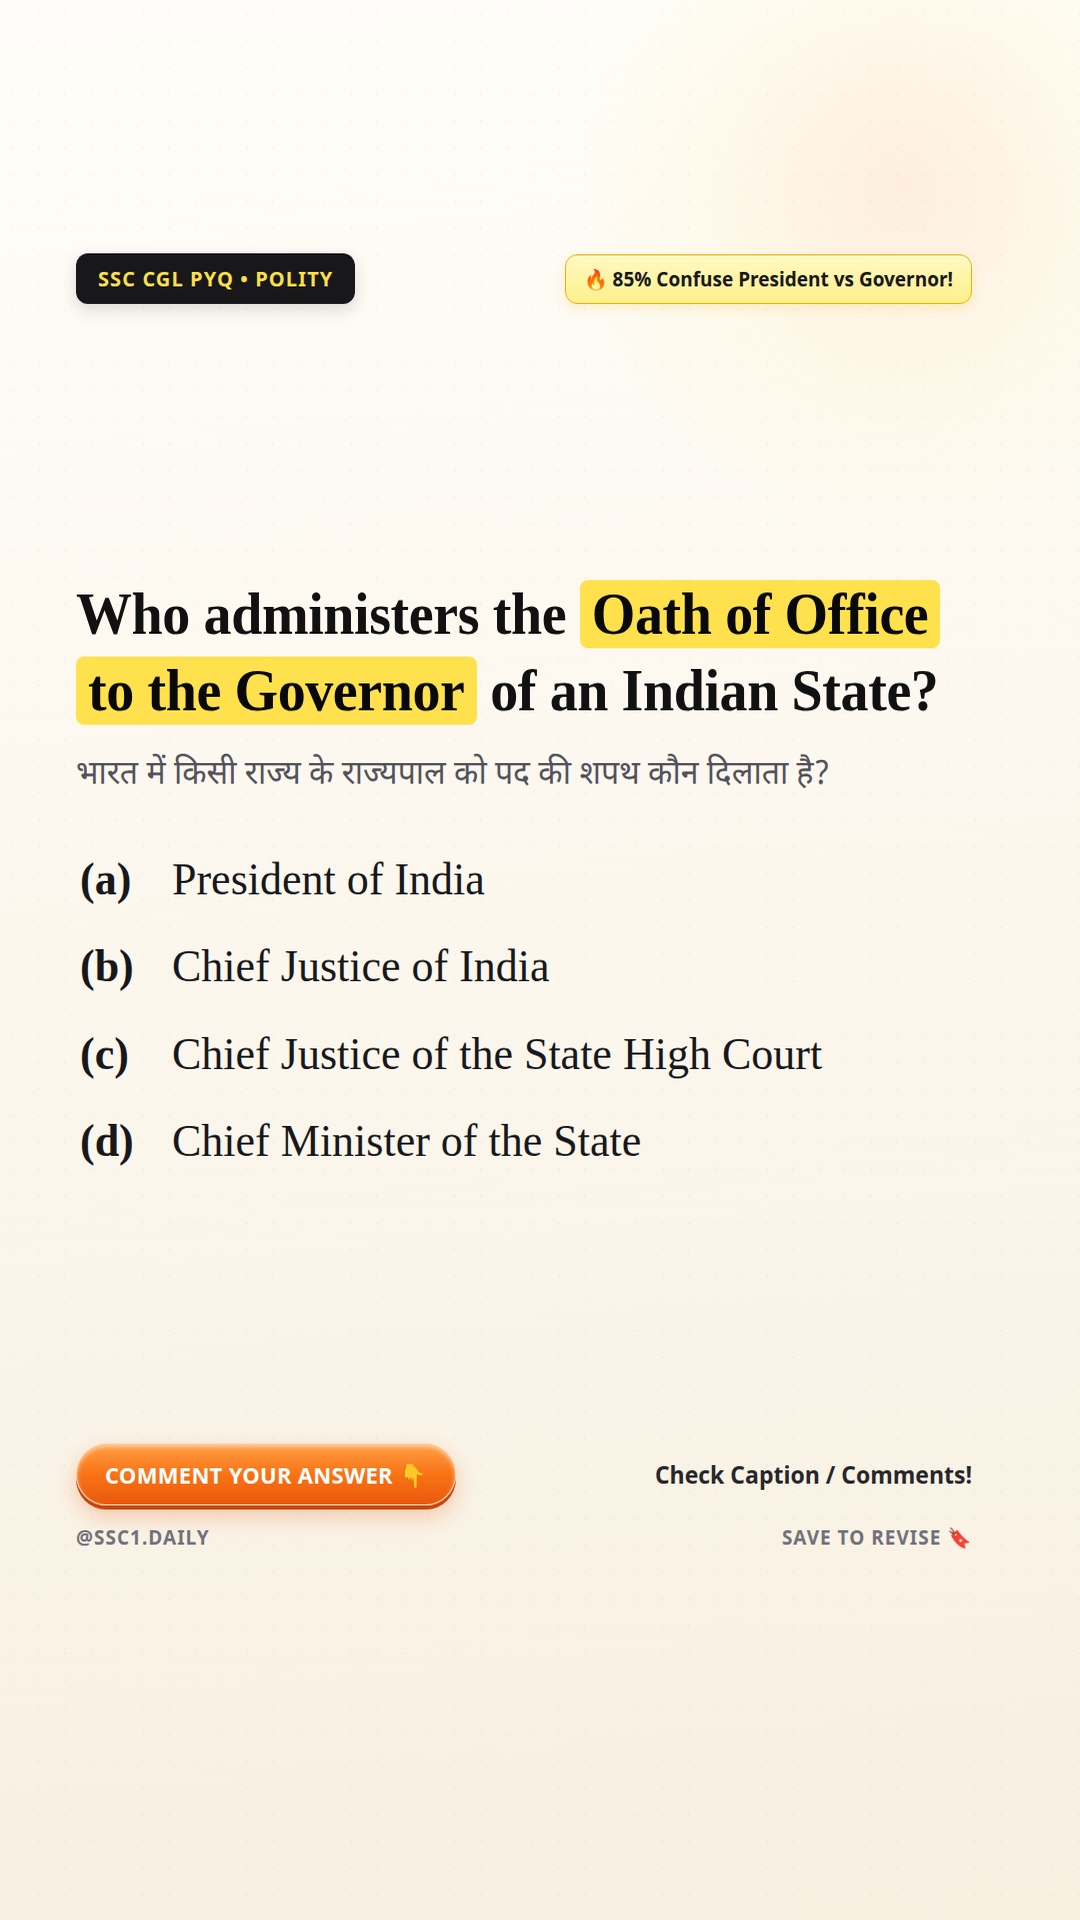 SSC CGL PYQ • POLITY
🔥 85% Confuse President vs Governor!
Who administers the Oath of Office
to the Governor of an Indian State?
भारत में किसी राज्य के राज्यपाल को पद की शपथ कौन दिलाता है?
(a) President of India
(b) Chief Justice of India
(c) Chief Justice of the State High Court
(d) Chief Minister of the State
COMMENT YOUR ANSWER 👇
Check Caption / Comments!
@SSC1.DAILY
SAVE TO REVISE 🔖